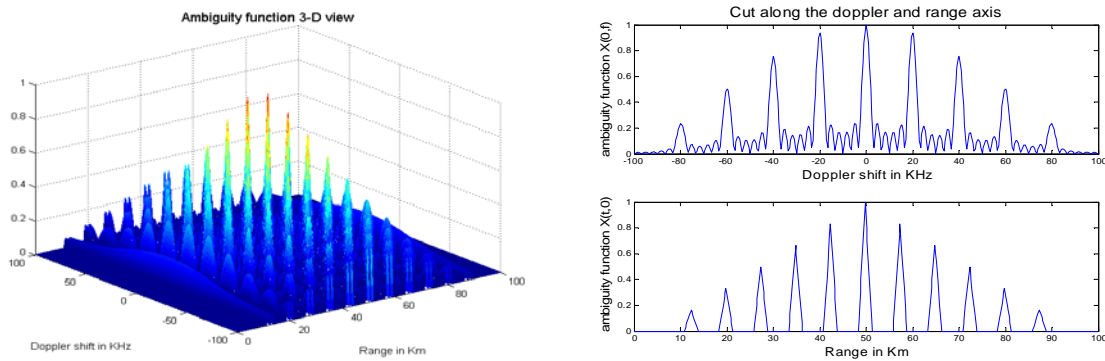 Ambiguity function 3-D view
1
0.8
0.6
0.4
0.2
0
100
50
0
-50
-100
0
20
40
60
80
100
Doppler shift in KHz
Range in Km
Cut along the doppler and range axis
ambiguity function X(0,f)
1
0.8
0.6
0.4
0.2
0
-100 -80 -60 -40 -20 0 20 40 60 80 100
Doppler shift in KHz
ambiguity function X(t,0)
1
0.8
0.6
0.4
0.2
0
0 10 20 30 40 50 60 70 80 90 100
Range in Km